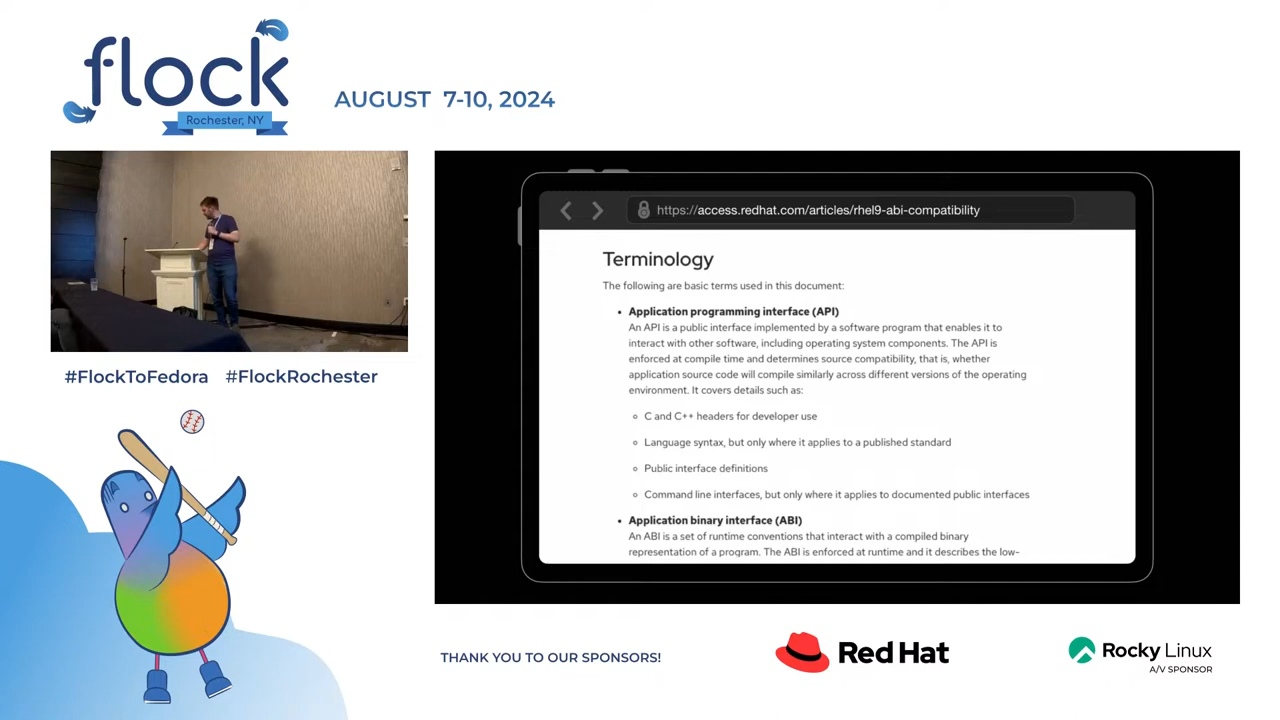 flock
Rochester, NY
AUGUST 7-10, 2024
https://access.redhat.com/articles/rhel9-abi-compatibility
Terminology
The following are basic terms used in this document:
• Application programming interface (API)
An API is a public interface implemented by a software program that enables it to
interact with other software, including operating system components. The API is
enforced at compile time and determines source compatibility, that is, whether
application source code will compile similarly across different versions of the operating
environment. It covers details such as:
◦ C and C++ headers for developer use
◦ Language syntax, but only where it applies to a published standard
◦ Public interface definitions
◦ Command line interfaces, but only where it applies to documented public interfaces
• Application binary interface (ABI)
An ABI is a set of runtime conventions that interact with a compiled binary
representation of a program. The ABI is enforced at runtime and it describes the low-
#FlockToFedora #FlockRochester
THANK YOU TO OUR SPONSORS!
Red Hat
Rocky Linux
A/V SPONSOR